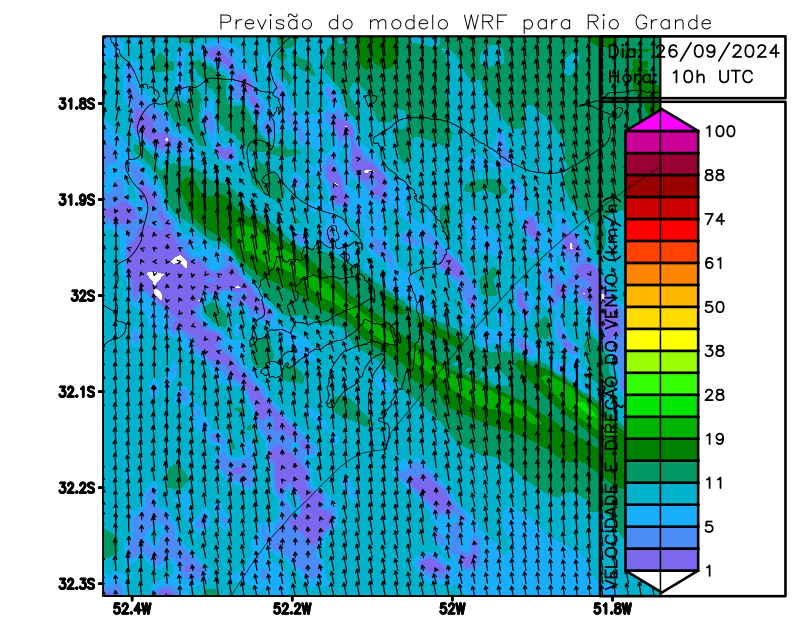 Previsão do modelo WRF para Rio Grande
Dia: 26/09/2024
Hora: 10h UTC
31.8S
31.9S
32S
32.1S
32.2S
32.3S
52.4W
52.2W
52W
51.8W
VELOCIDADE E DIREÇÃO DO VENTO (km/h)
100
88
74
61
50
38
28
19
11
5
1